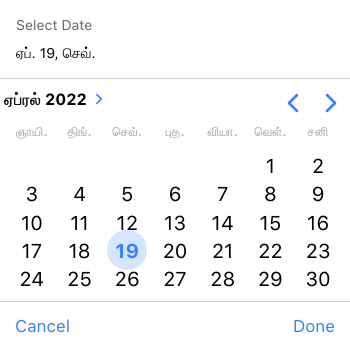 Select Date
ஏப். 19, செவ்.
ஏப்ரல் 2022
ஞாயி. திங். செவ். புத. வியா. வெள். சனி
1 2
3 4 5 6 7 8 9
10 11 12 13 14 15 16
17 18 19 20 21 22 23
24 25 26 27 28 29 30
Cancel Done